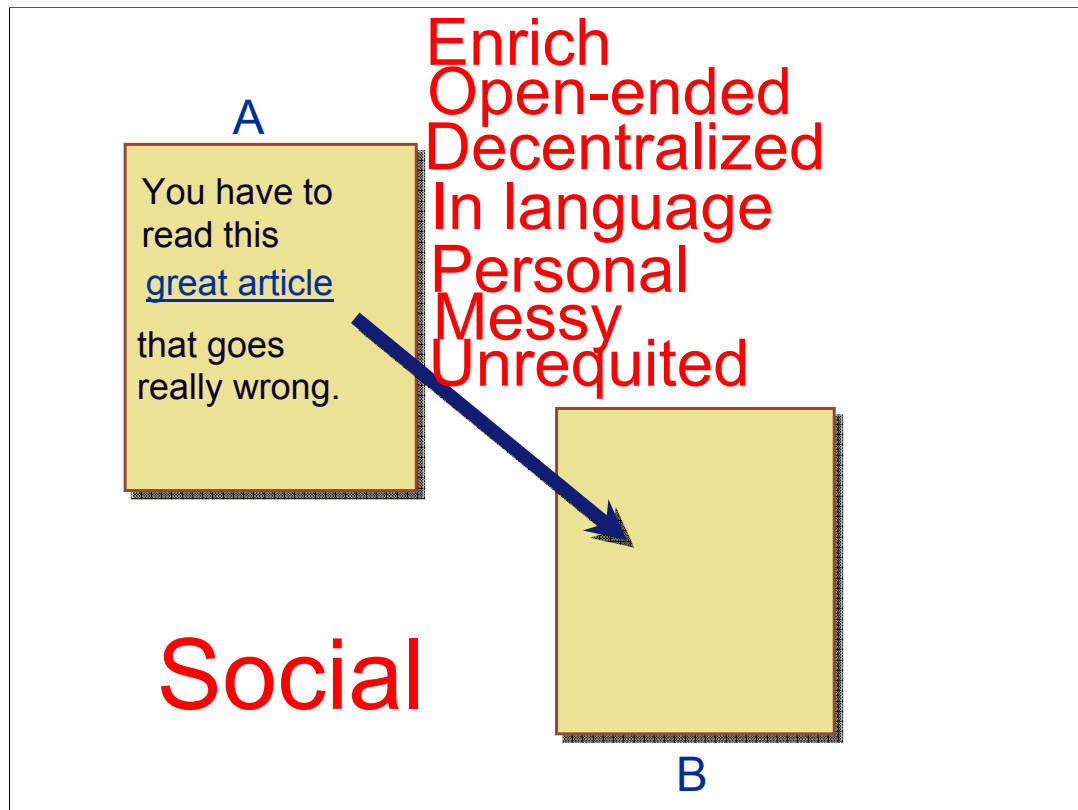 Enrich
Open-ended
Decentralized
In language
Personal
Messy
Unrequited
A
You have to
read this
great article
that goes
really wrong.
Social
B